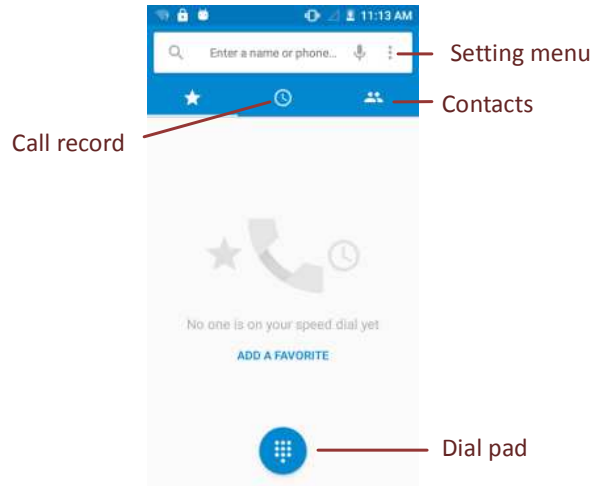 11:13 AM
Enter a name or phone...
Setting menu
Contacts
Call record
No one is on your speed dial yet
ADD A FAVORITE
Dial pad